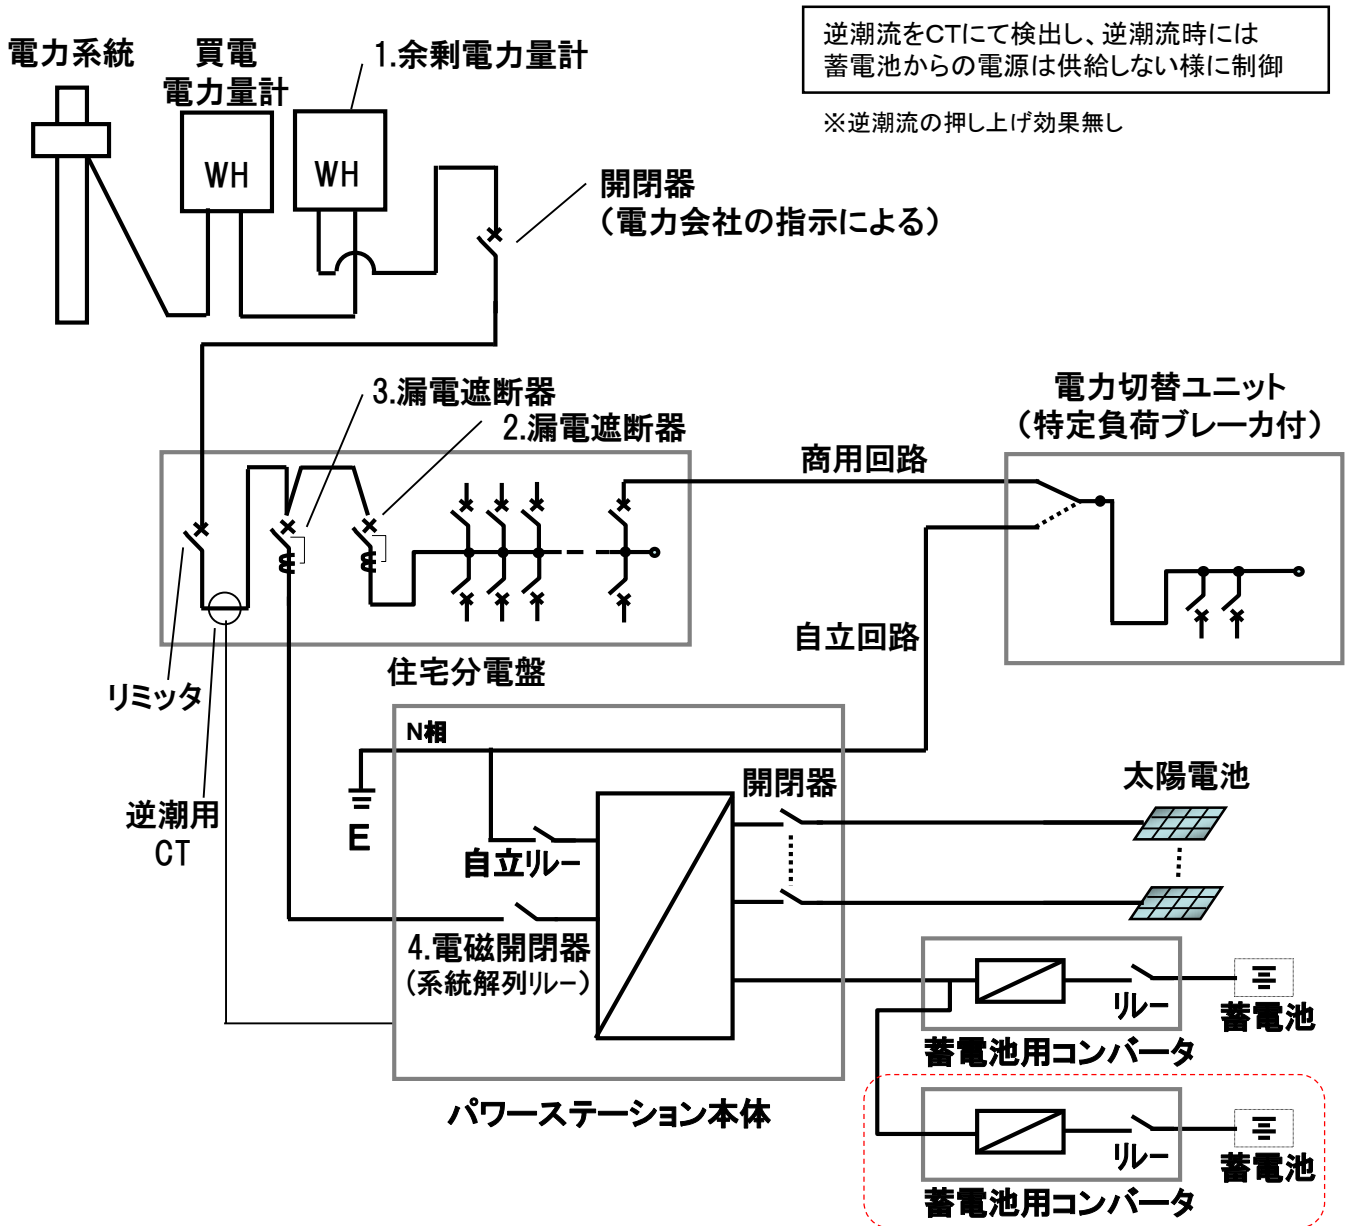 逆潮流をCTにて検出し、逆潮流時には
蓄電池からの電源は供給しない様に制御
※逆潮流の押し上げ効果無し
電力系統
買電
電力量計
1.余剰電力量計
WH
WH
開閉器
（電力会社の指示による）
3.漏電遮断器
2.漏電遮断器
電力切替ユニット
（特定負荷ブレーカ付）
商用回路
自立回路
住宅分電盤
リミッタ
逆潮用
CT
N相
E
自立リレー
開閉器
太陽電池
4.電磁開閉器
（系統解列リレー）
リレー
蓄電池
蓄電池用コンバータ
パワーステーション本体
リレー
蓄電池
蓄電池用コンバータ